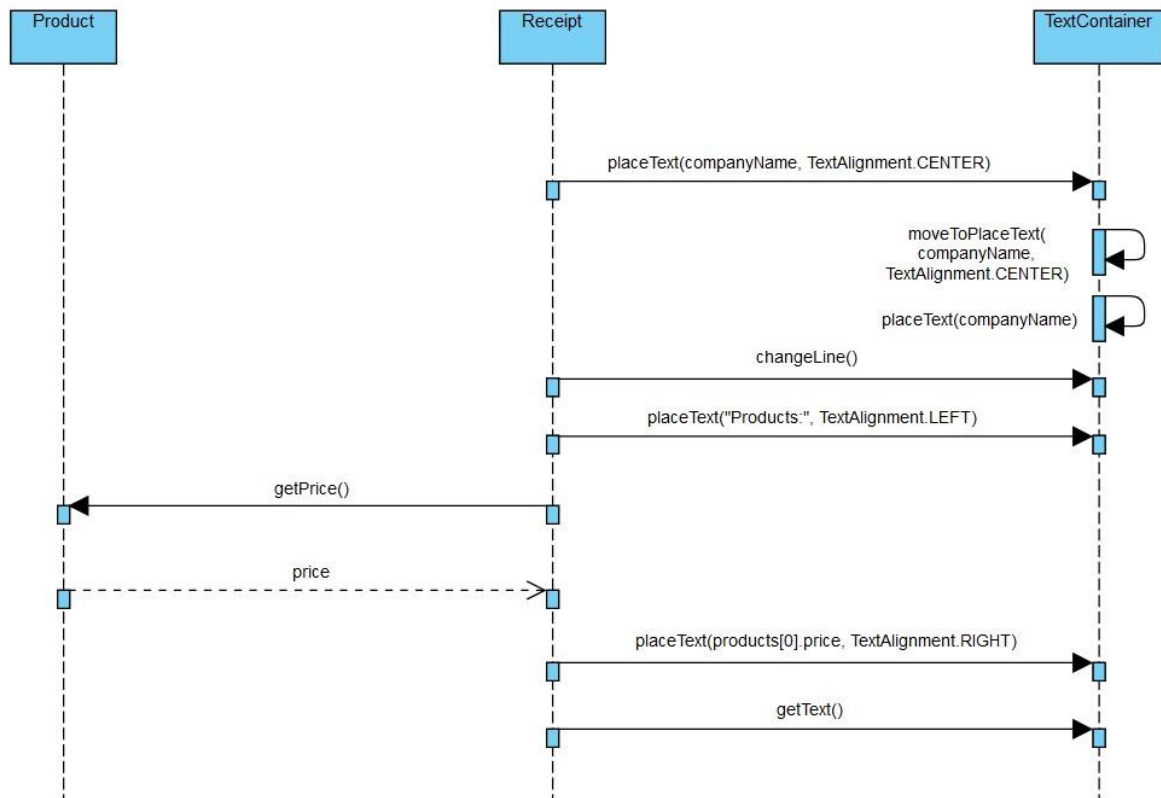 Product
Receipt
TextContainer
placeText(companyName, TextAlignment.CENTER)
moveToPlaceText(
companyName,
TextAlignment.CENTER)
placeText(companyName)
changeLine()
placeText("Products:", TextAlignment.LEFT)
getPrice()
price
placeText(products[0].price, TextAlignment.RIGHT)
getText()